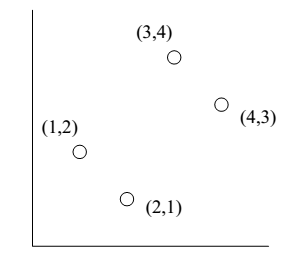 (3,4)
(4,3)
(1,2)
(2,1)